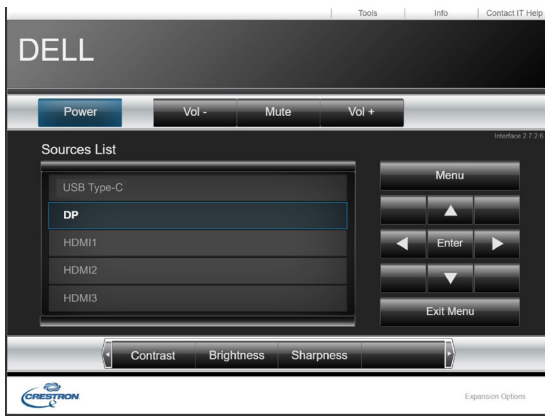 Tools Info Contact IT Help
DELL
Power Vol - Mute Vol +
Interface 2.7.2.6
Sources List
Menu
USB Type-C
DP
HDMI1
Enter
HDMI2
HDMI3
Exit Menu
Contrast Brightness Sharpness
CRESTRON
Expansion Options